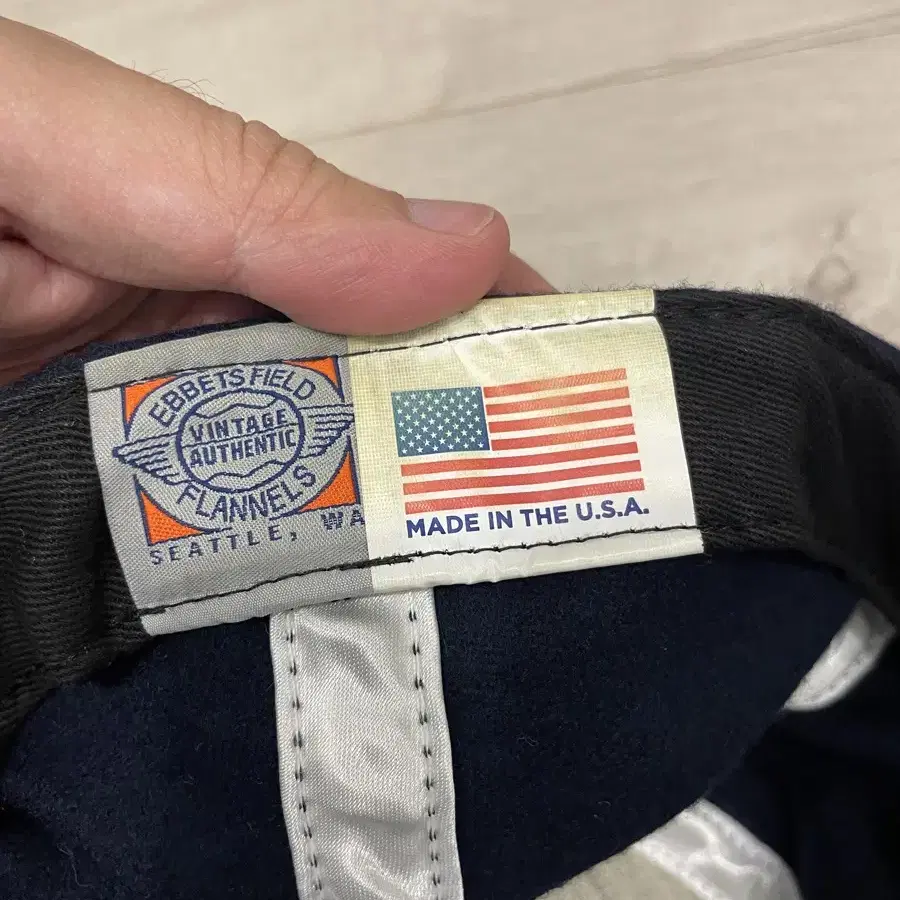 EBBETS FIELD
VINTAGE
AUTHENTIC
FLANNELS
SEATTLE, WA
MADE IN THE U.S.A.